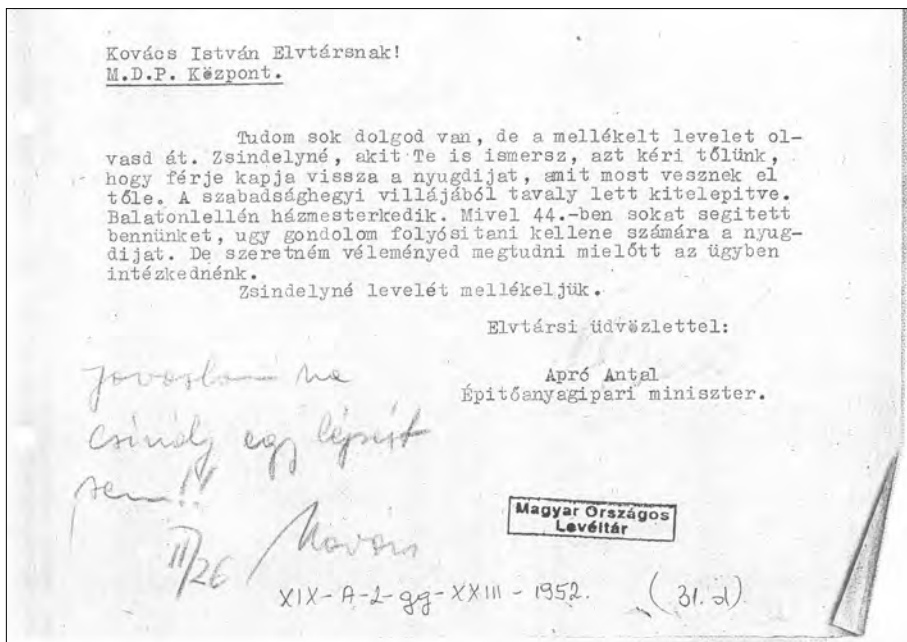 Kovács István Elvtársnak!
M.D.P. Központ.
Tudom sok dolgod van, de a mellékelt levelet ol-
vasd át. Zsindelyné, akit Te is ismersz, azt kéri tőlünk,
hogy férje kapja vissza a nyugdijat, amit most vesznek el
tőle. A szabadsághegyi villájából tavaly lett kitelepitve.
Balatonlellén házmesterkedik. Mivel 44.-ben sokat segitett
bennünket, ugy gondolom folyósitani kellene számára a nyug-
dijat. De szeretném véleményed megtudni mielőtt az ügyben
intézkednénk.
Zsindelyné levelét mellékeljük.
Elvtársi üdvözlettel:
Apró Antal
Épitőanyagipari miniszter.
javaslom ne
csinálj egy lépést
sem!!
II/26 Kovács
Magyar Országos
Levéltár
XIX-A-2-gg-XXIII-1952. (31. d)